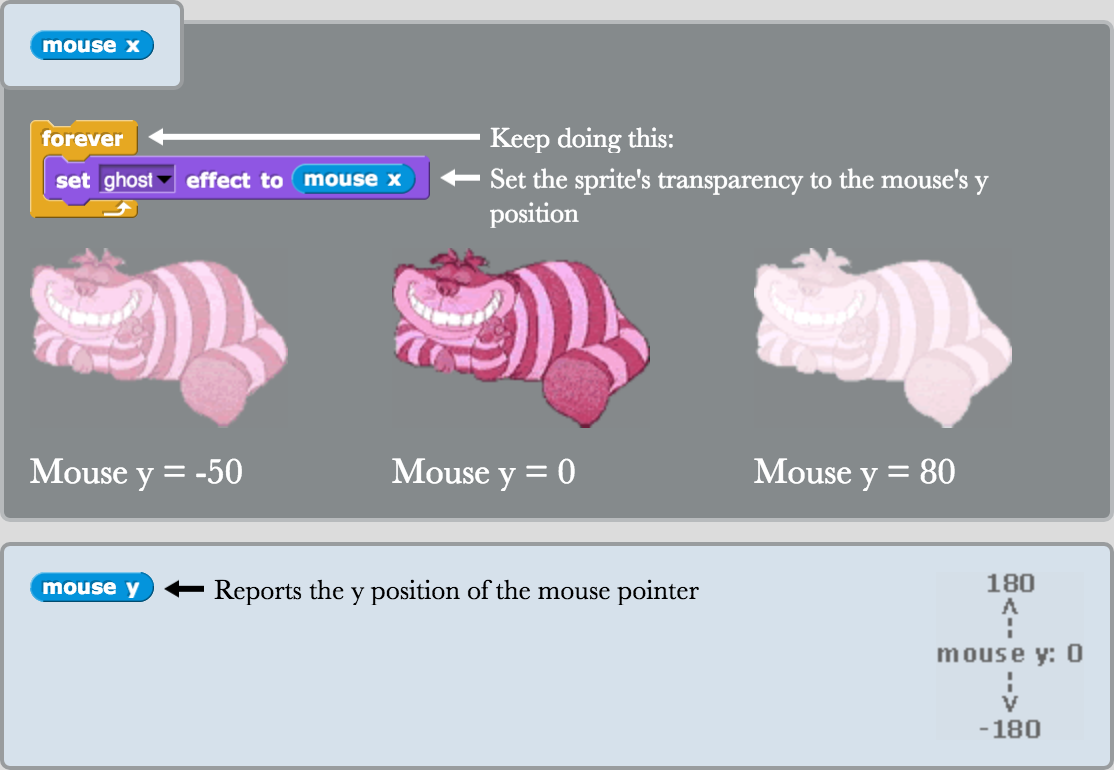 mouse x
forever
Keep doing this:
set ghost effect to mouse x
Set the sprite's transparency to the mouse's y
position
Mouse y = -50
Mouse y = 0
Mouse y = 80
mouse y
Reports the y position of the mouse pointer
180
mouse y: 0
-180